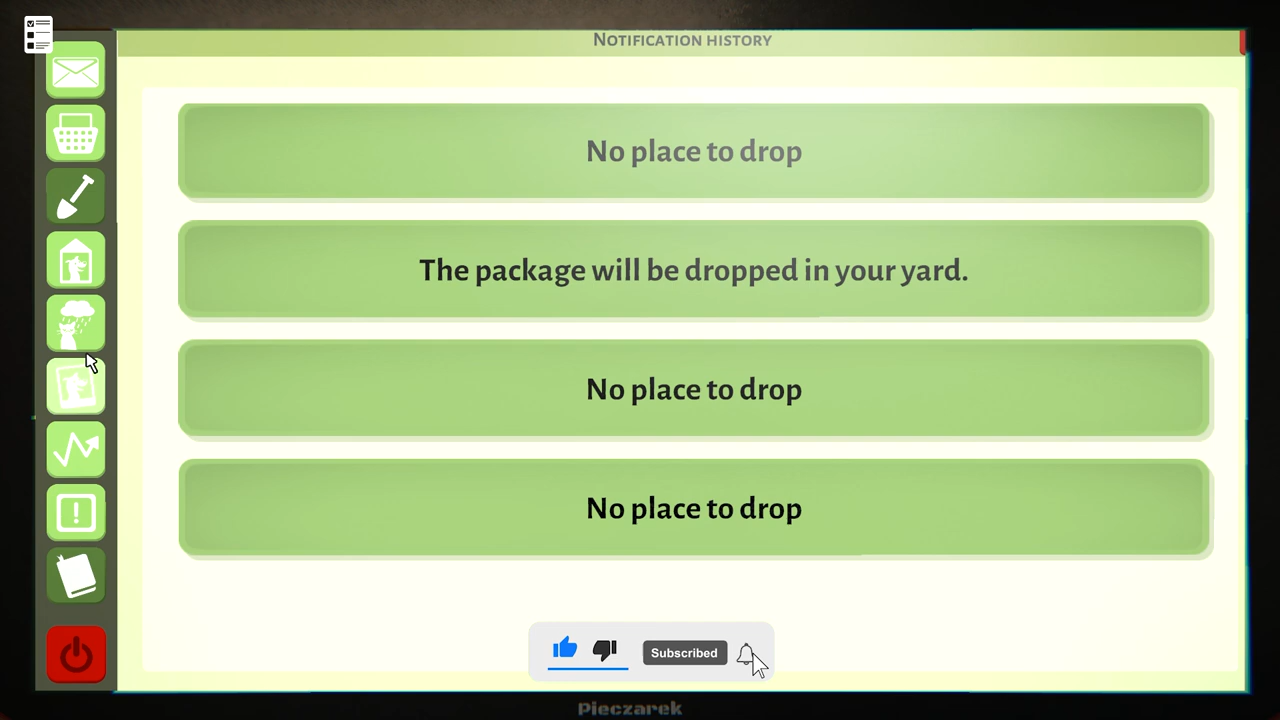 NOTIFICATION HISTORY
No place to drop
The package will be dropped in your yard.
No place to drop
No place to drop
Subscribed
Pieczarek